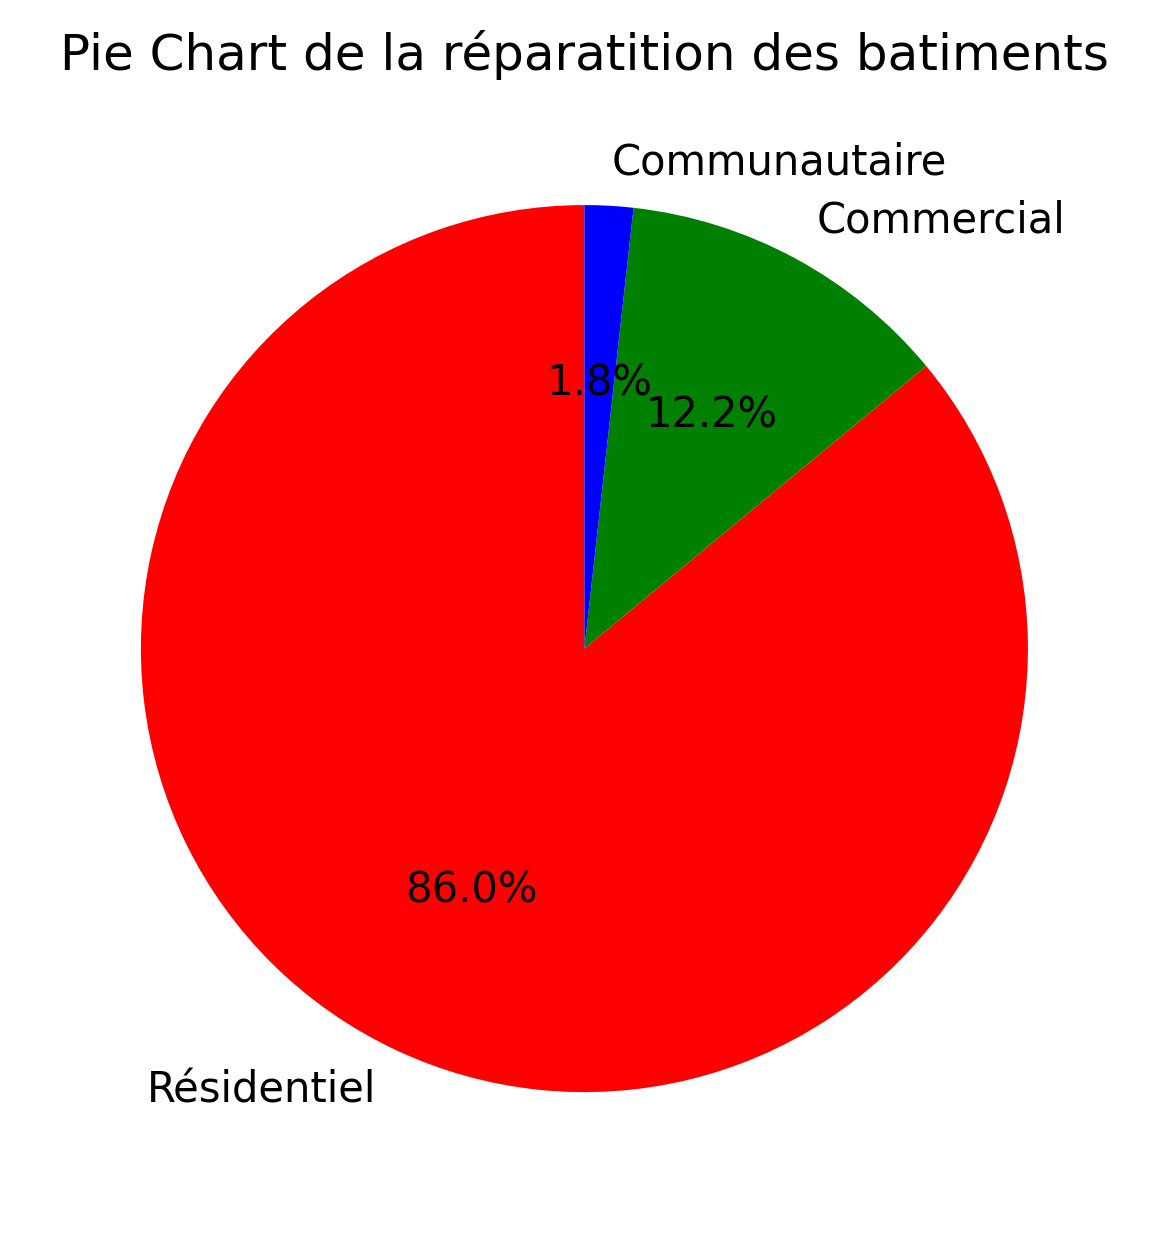 Pie Chart de la réparatition des batiments
Communautaire
Commercial
1.8%
12.2%
86.0%
Résidentiel